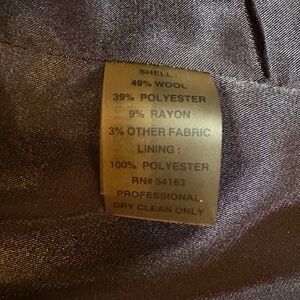 SHELL :
49% WOOL
39% POLYESTER
9% RAYON
3% OTHER FABRIC
LINING :
100% POLYESTER
RN# 54163
PROFESSIONAL
DRY CLEAN ONLY